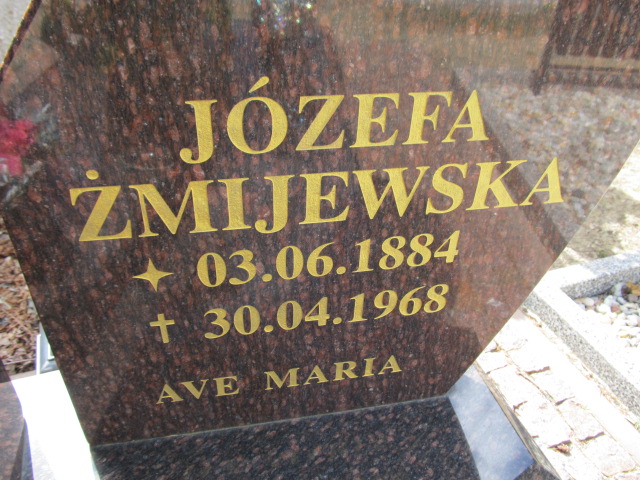 JÓZEFA
ŻMIJEWSKA
✦ 03.06.1884
✝ 30.04.1968
AVE MARIA